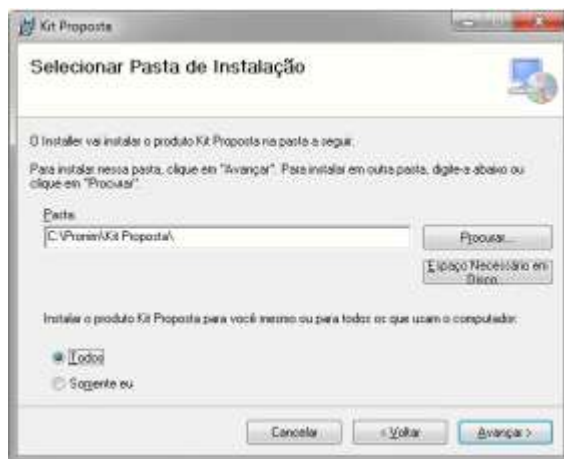 Kit Proposta
Selecionar Pasta de Instalação
O Installer vai instalar o produto Kit Proposta na pasta a seguir.
Para instalar nessa pasta, clique em "Avançar". Para instalar em outra pasta, digite-a abaixo ou
clique em "Procurar".
Pasta:
C:\Pronim\Kit Proposta\
Procurar...
Espaço Necessário em
Disco...
Instalar o produto Kit Proposta para você mesmo ou para todos os que usam o computador:
Todos
Somente eu
Cancelar
< Voltar
Avançar >